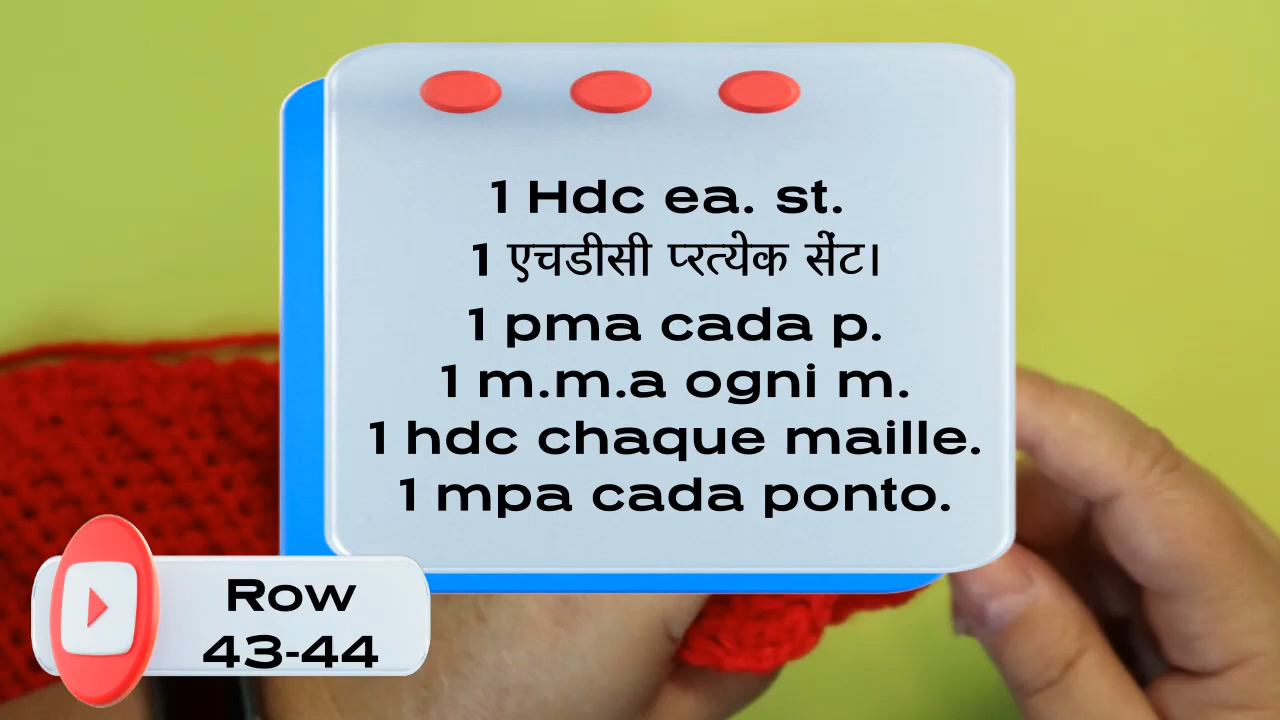 1 Hdc ea. st.
1 एचडीसी प्रत्येक सेंट।
1 pma cada p.
1 m.m.a ogni m.
1 hdc chaque maille.
1 mpa cada ponto.
Row
43-44